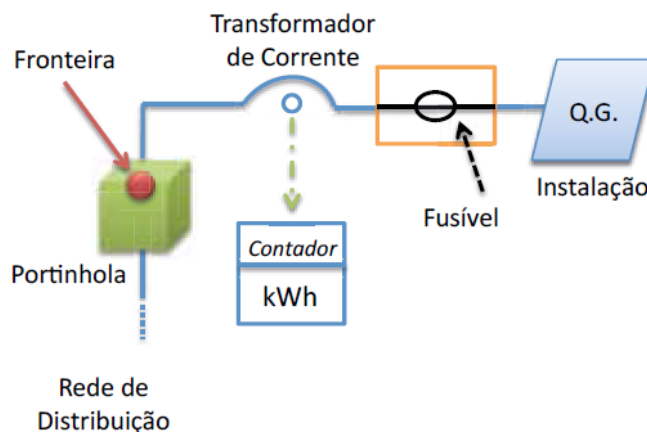 Transformador
de Corrente
Fronteira
Q.G.
Instalação
Fusível
Portinhola
Contador
kWh
Rede de
Distribuição